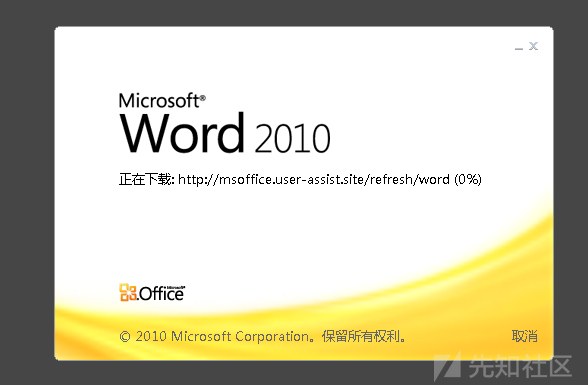 Microsoft®
Word 2010
正在下载: http://msoffice.user-assist.site/refresh/word (0%)
Microsoft®
Office
© 2010 Microsoft Corporation。保留所有权利。
取消
先知社区